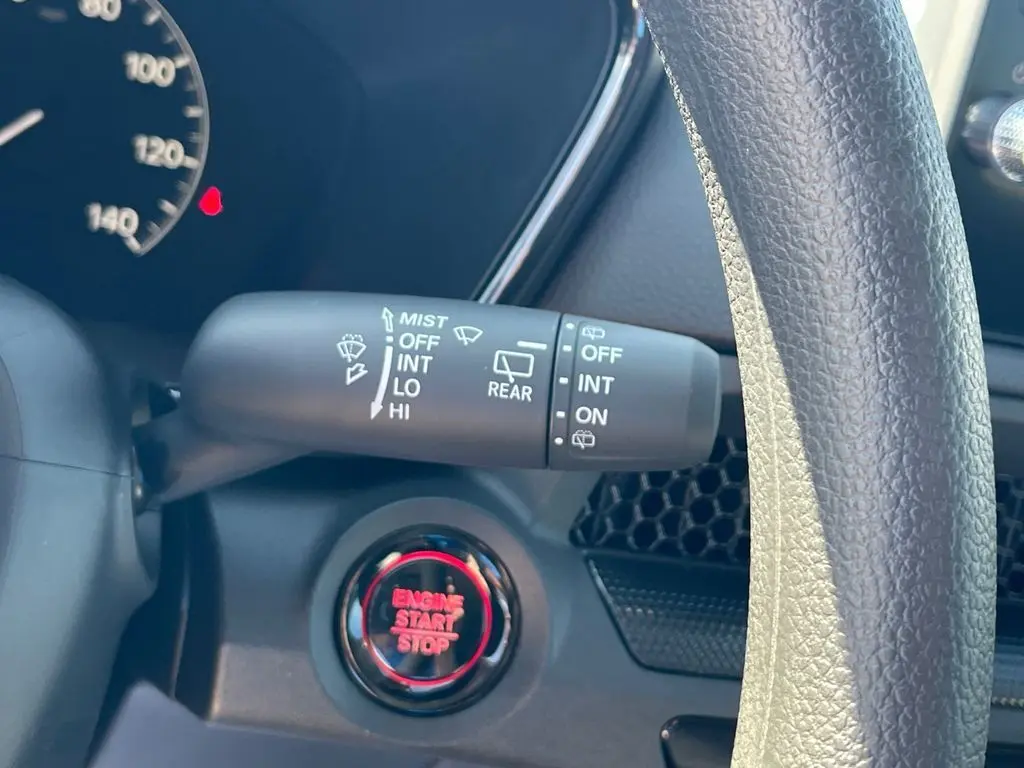 80
100
120
140
MIST
OFF
INT
LO
HI
REAR
OFF
INT
ON
ENGINE
START
STOP